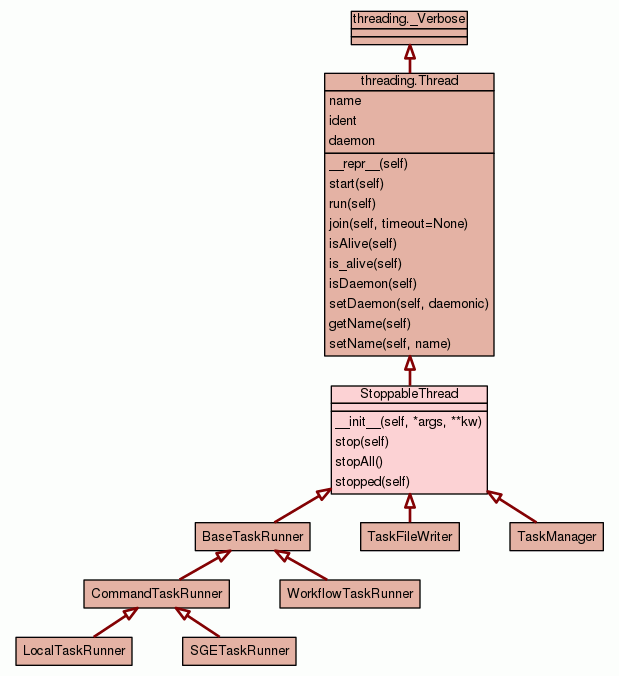 threading._Verbose
threading.Thread
name
ident
daemon
__repr__(self)
start(self)
run(self)
join(self, timeout=None)
isAlive(self)
is_alive(self)
isDaemon(self)
setDaemon(self, daemonic)
getName(self)
setName(self, name)
StoppableThread
__init__(self, *args, **kw)
stop(self)
stopAll()
stopped(self)
BaseTaskRunner
TaskFileWriter
TaskManager
CommandTaskRunner
WorkflowTaskRunner
LocalTaskRunner
SGETaskRunner